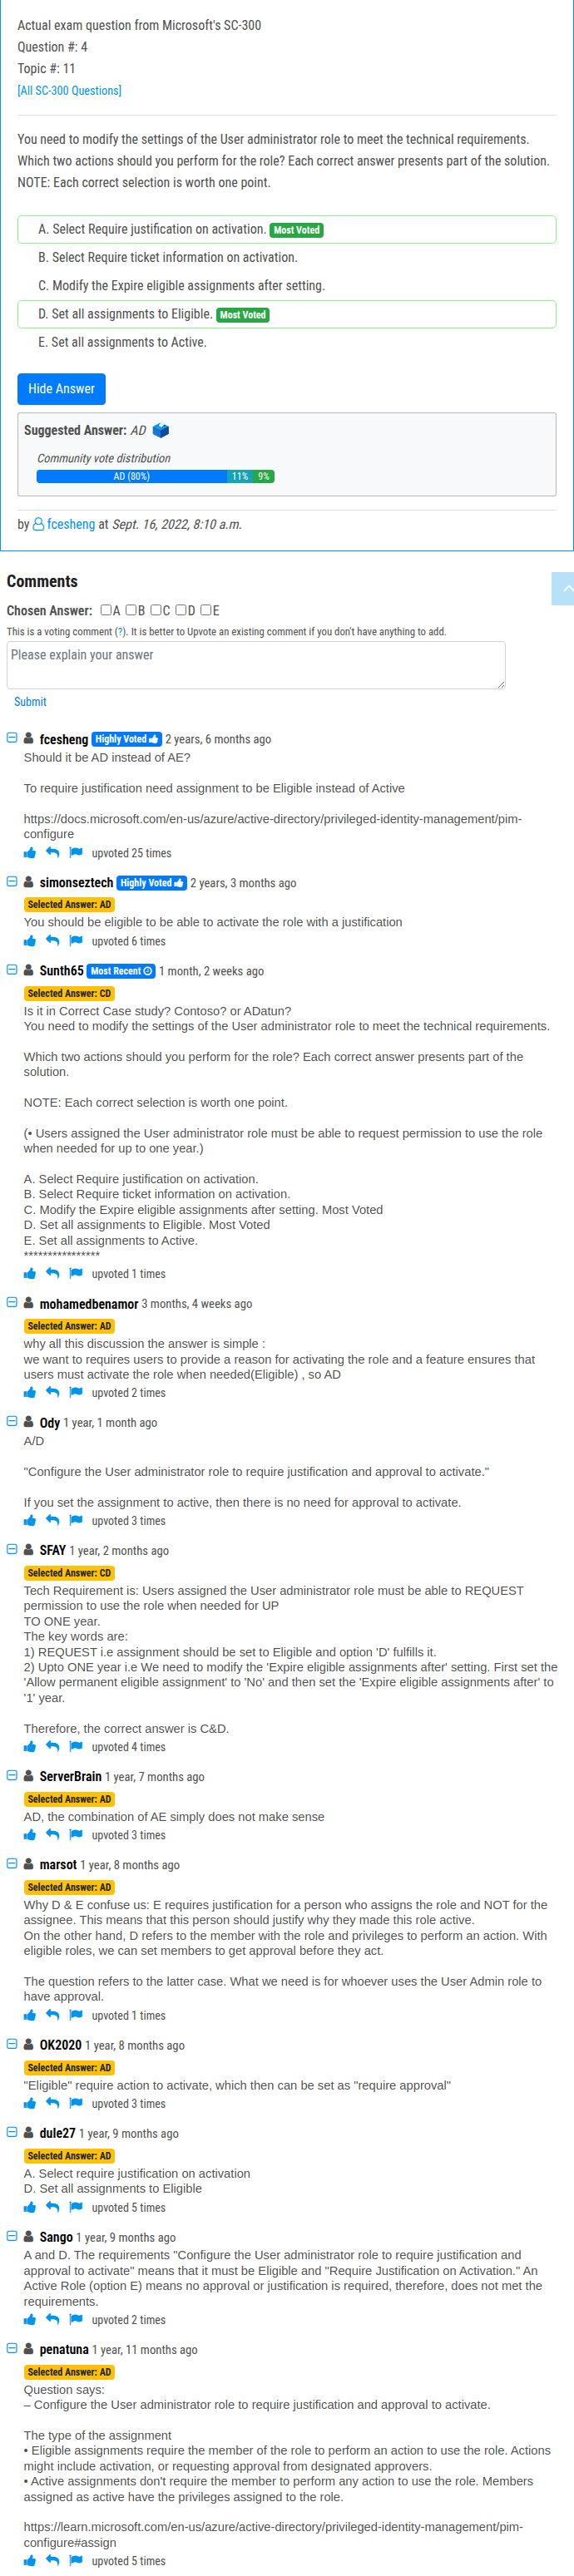 Actual exam question from Microsoft's SC-300
Question #: 4
Topic #: 11
[All SC-300 Questions]
You need to modify the settings of the User administrator role to meet the technical requirements.
Which two actions should you perform for the role? Each correct answer presents part of the solution.
NOTE: Each correct selection is worth one point.
A. Select Require justification on activation. Most Voted
B. Select Require ticket information on activation.
C. Modify the Expire eligible assignments after setting.
D. Set all assignments to Eligible. Most Voted
E. Set all assignments to Active.
Hide Answer
Suggested Answer: AD
Community vote distribution
AD (80%) 11% 9%
by fcesheng at Sept. 16, 2022, 8:10 a.m.
Comments
Chosen Answer: A B C D E
This is a voting comment (?). It is better to Upvote an existing comment if you don't have anything to add.
Please explain your answer
Submit
fcesheng Highly Voted 2 years, 6 months ago
Should it be AD instead of AE?
To require justification need assignment to be Eligible instead of Active
https://docs.microsoft.com/en-us/azure/active-directory/privileged-identity-management/pim-
configure
upvoted 25 times
simonseztech Highly Voted 2 years, 3 months ago
Selected Answer: AD
You should be eligible to be able to activate the role with a justification
upvoted 6 times
Sunth65 Most Recent 1 month, 2 weeks ago
Selected Answer: CD
Is it in Correct Case study? Contoso? or ADatun?
You need to modify the settings of the User administrator role to meet the technical requirements.
Which two actions should you perform for the role? Each correct answer presents part of the
solution.
NOTE: Each correct selection is worth one point.
(• Users assigned the User administrator role must be able to request permission to use the role
when needed for up to one year.)
A. Select Require justification on activation.
B. Select Require ticket information on activation.
C. Modify the Expire eligible assignments after setting. Most Voted
D. Set all assignments to Eligible. Most Voted
E. Set all assignments to Active.
****************
upvoted 1 times
mohamedbenamor 3 months, 4 weeks ago
Selected Answer: AD
why all this discussion the answer is simple :
we want to requires users to provide a reason for activating the role and a feature ensures that
users must activate the role when needed(Eligible) , so AD
upvoted 2 times
Ody 1 year, 1 month ago
A/D
"Configure the User administrator role to require justification and approval to activate."
If you set the assignment to active, then there is no need for approval to activate.
upvoted 3 times
SFAY 1 year, 2 months ago
Selected Answer: CD
Tech Requirement is: Users assigned the User administrator role must be able to REQUEST
permission to use the role when needed for UP
TO ONE year.
The key words are:
1) REQUEST i.e assignment should be set to Eligible and option 'D' fulfills it.
2) Upto ONE year i.e We need to modify the 'Expire eligible assignments after' setting. First set the
'Allow permanent eligible assignment' to 'No' and then set the 'Expire eligible assignments after' to
'1' year.
Therefore, the correct answer is C&D.
upvoted 4 times
ServerBrain 1 year, 7 months ago
Selected Answer: AD
AD, the combination of AE simply does not make sense
upvoted 3 times
marsot 1 year, 8 months ago
Selected Answer: AD
Why D & E confuse us: E requires justification for a person who assigns the role and NOT for the
assignee. This means that this person should justify why they made this role active.
On the other hand, D refers to the member with the role and privileges to perform an action. With
eligible roles, we can set members to get approval before they act.
The question refers to the latter case. What we need is for whoever uses the User Admin role to
have approval.
upvoted 1 times
OK2020 1 year, 8 months ago
Selected Answer: AD
"Eligible" require action to activate, which then can be set as "require approval"
upvoted 3 times
dule27 1 year, 9 months ago
Selected Answer: AD
A. Select require justification on activation
D. Set all assignments to Eligible
upvoted 5 times
Sango 1 year, 9 months ago
A and D. The requirements "Configure the User administrator role to require justification and
approval to activate" means that it must be Eligible and "Require Justification on Activation." An
Active Role (option E) means no approval or justification is required, therefore, does not met the
requirements.
upvoted 2 times
penatuna 1 year, 11 months ago
Selected Answer: AD
Question says:
– Configure the User administrator role to require justification and approval to activate.
The type of the assignment
• Eligible assignments require the member of the role to perform an action to use the role. Actions
might include activation, or requesting approval from designated approvers.
• Active assignments don't require the member to perform any action to use the role. Members
assigned as active have the privileges assigned to the role.
https://learn.microsoft.com/en-us/azure/active-directory/privileged-identity-management/pim-
configure#assign
upvoted 5 times